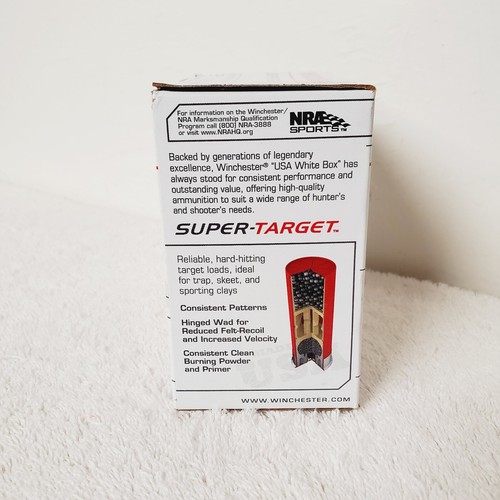 For information on the Winchester/
NRA Marksmanship Qualification
Program call (800) NRA-3888
or visit www.NRAHQ.org
NRA
SPORTS™
Backed by generations of legendary
excellence, Winchester® "USA White Box" has
always stood for consistent performance and
outstanding value, offering high-quality
ammunition to suit a wide range of hunter's
and shooter's needs.
SUPER-TARGET™
Reliable, hard-hitting
target loads, ideal
for trap, skeet, and
sporting clays
Consistent Patterns
Hinged Wad for
Reduced Felt-Recoil
and Increased Velocity
Consistent Clean
Burning Powder
and Primer
WWW.WINCHESTER.COM